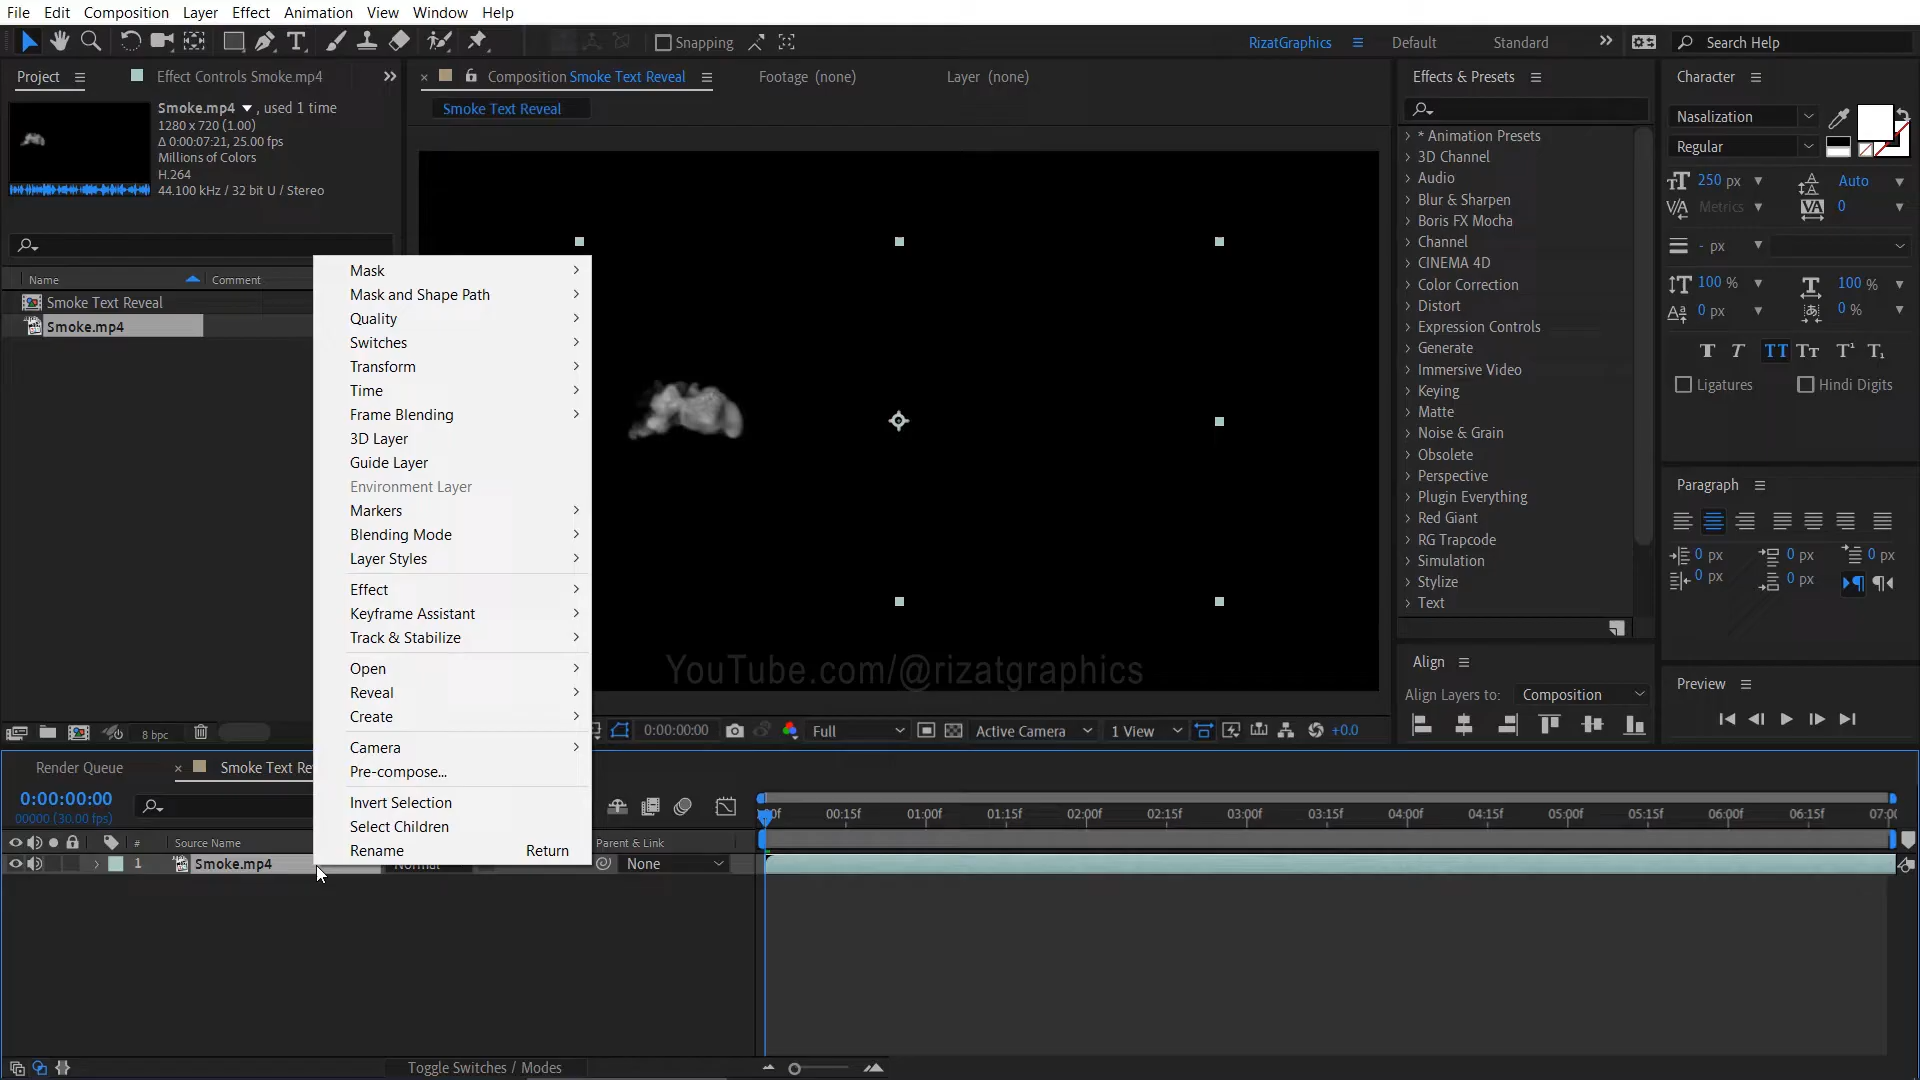 File Edit Composition Layer Effect Animation View Window Help
Snapping
RizatGraphics Default Standard
Search Help
Project
Effect Controls Smoke.mp4
Smoke.mp4 , used 1 time
1280 x 720 (1.00)
Δ 0:00:07:21, 25.00 fps
Millions of Colors
H.264
44.100 kHz / 32 bit U / Stereo
Name
Comment
Smoke Text Reveal
Smoke.mp4
8 bpc
Composition Smoke Text Reveal
Footage (none)
Layer (none)
Smoke Text Reveal
Mask
Mask and Shape Path
Quality
Switches
Transform
Time
Frame Blending
3D Layer
Guide Layer
Environment Layer
Markers
Blending Mode
Layer Styles
Effect
Keyframe Assistant
Track & Stabilize
Open
Reveal
Create
Camera
Pre-compose...
Invert Selection
Select Children
Rename Return
YouTube.com/@rizatgraphics
0:00:00:00
Full
Active Camera
1 View
+0.0
Effects & Presets
* Animation Presets
3D Channel
Audio
Blur & Sharpen
Boris FX Mocha
Channel
CINEMA 4D
Color Correction
Distort
Expression Controls
Generate
Immersive Video
Keying
Matte
Noise & Grain
Obsolete
Perspective
Plugin Everything
Red Giant
RG Trapcode
Simulation
Stylize
Text
Align
Align Layers to: Composition
Character
Nasalization
Regular
250 px Auto
Metrics 0
- px
100 % 100 %
0 px 0 %
Ligatures Hindi Digits
Paragraph
0 px 0 px 0 px
0 px 0 px
Preview
Render Queue
Smoke Text Re
0:00:00:00
00000 (30.00 fps)
# Source Name
Parent & Link
1 Smoke.mp4
None
00:15f 01:00f 01:15f 02:00f 02:15f 03:00f 03:15f 04:00f 04:15f 05:00f 05:15f 06:00f 06:15f 07:00
Toggle Switches / Modes